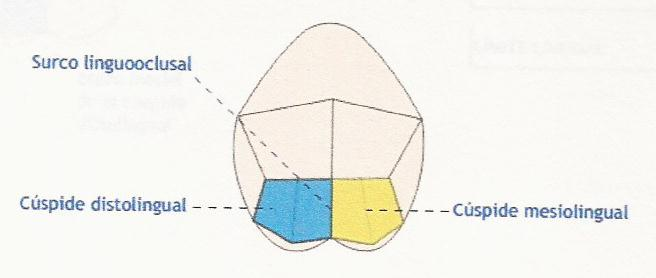 Surco linguooclusal
Cúspide distolingual
Cúspide mesiolingual